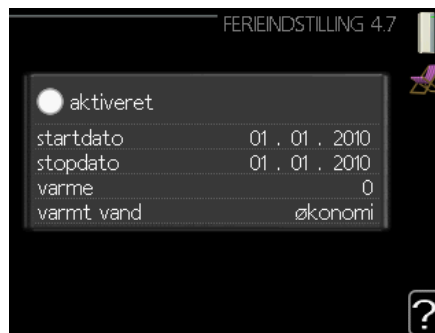 FERIEINDSTILLING 4.7
aktiveret
startdato 01 . 01 . 2010
stopdato 01 . 01 . 2010
varme 0
varmt vand økonomi
?